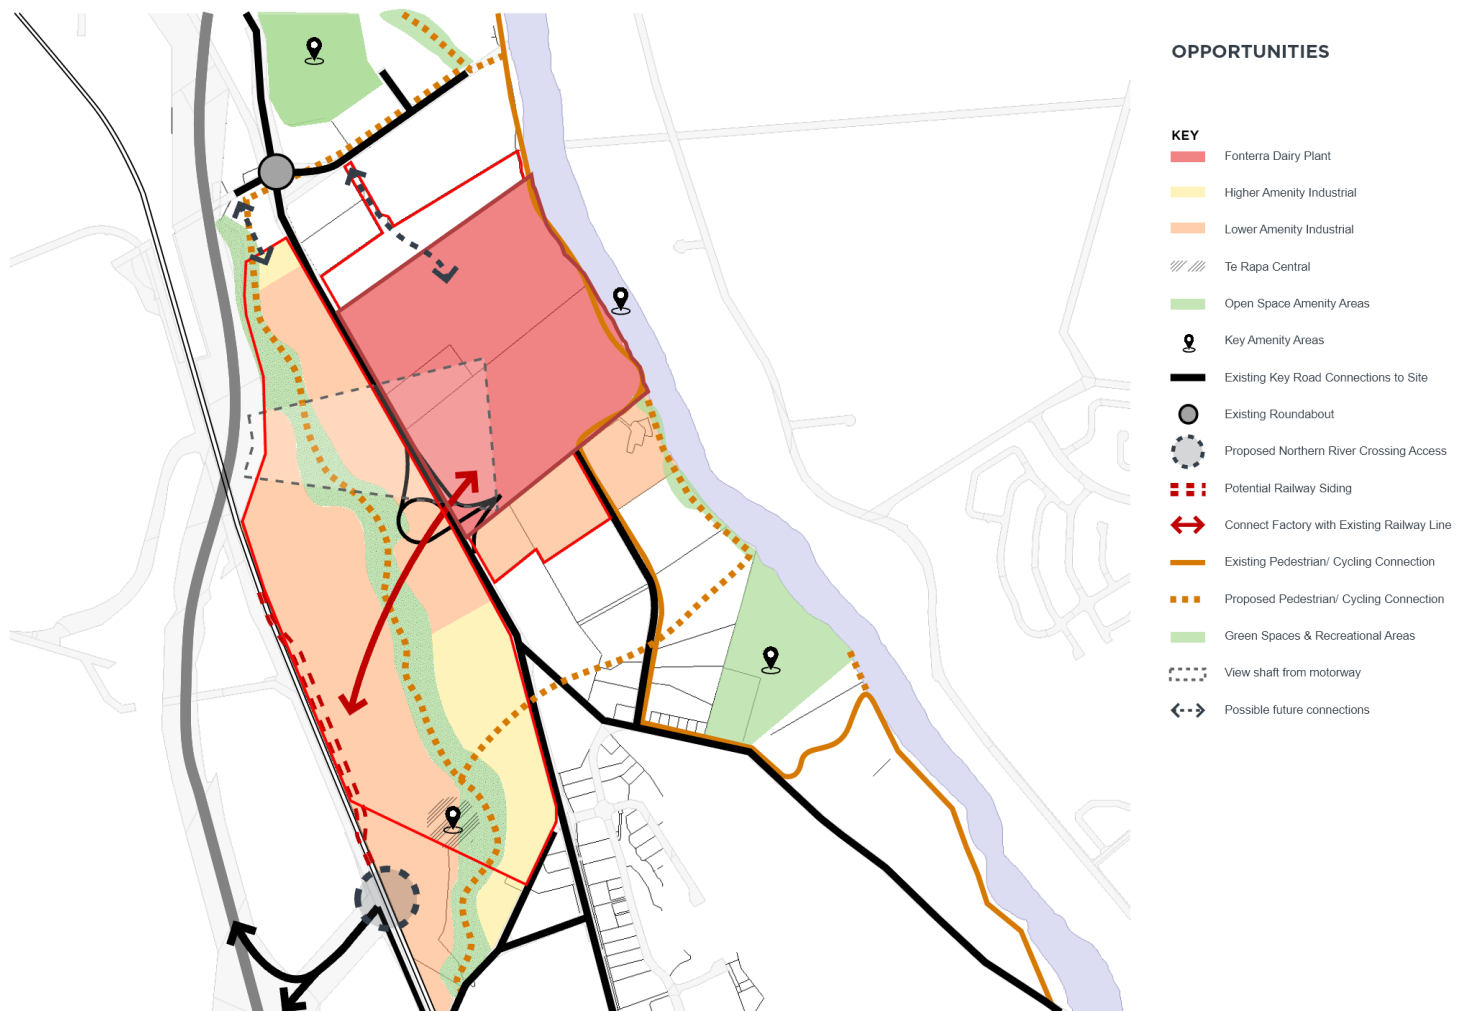 OPPORTUNITIES
KEY
Fonterra Dairy Plant
Higher Amenity Industrial
Lower Amenity Industrial
Te Rapa Central
Open Space Amenity Areas
Key Amenity Areas
Existing Key Road Connections to Site
Existing Roundabout
Proposed Northern River Crossing Access
Potential Railway Siding
Connect Factory with Existing Railway Line
Existing Pedestrian/ Cycling Connection
Proposed Pedestrian/ Cycling Connection
Green Spaces & Recreational Areas
View shaft from motorway
Possible future connections